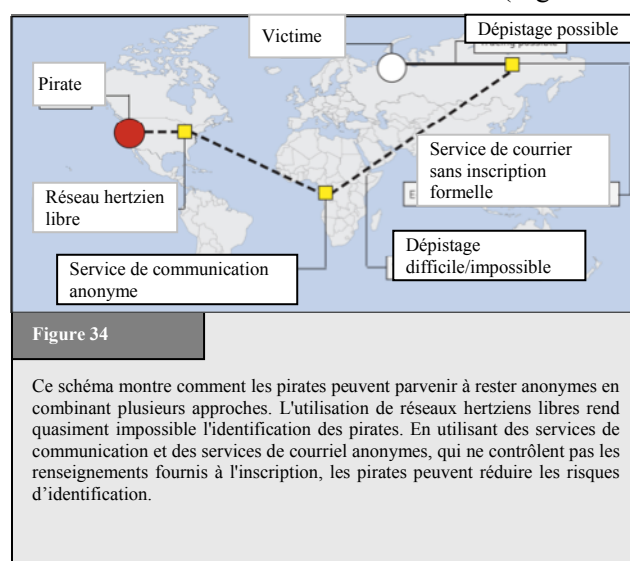 Victime
Dépistage possible
Pirate
Réseau hertzien
libre
Service de courrier
sans inscription
formelle
Service de communication
anonyme
Dépistage
difficile/impossible
Figure 34
Ce schéma montre comment les pirates peuvent parvenir à rester anonymes en
combinant plusieurs approches. L'utilisation de réseaux hertziens libres rend
quasiment impossible l'identification des pirates. En utilisant des services de
communication et des services de courriel anonymes, qui ne contrôlent pas les
renseignements fournis à l'inscription, les pirates peuvent réduire les risques
d'identification.